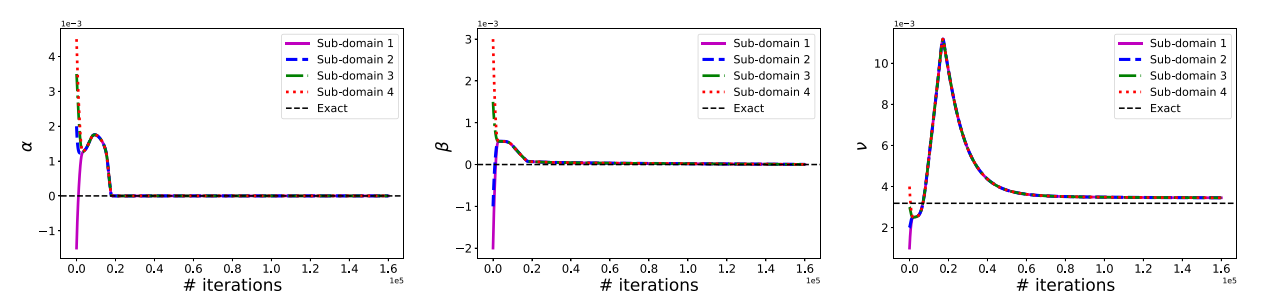 1e−3
α
4
3
2
1
0
−1
Sub-domain 1
Sub-domain 2
Sub-domain 3
Sub-domain 4
Exact
0.0 0.2 0.4 0.6 0.8 1.0 1.2 1.4 1.6
1e5
# iterations
1e−3
β
3
2
1
0
−1
−2
Sub-domain 1
Sub-domain 2
Sub-domain 3
Sub-domain 4
Exact
0.0 0.2 0.4 0.6 0.8 1.0 1.2 1.4 1.6
1e5
# iterations
1e−3
ν
10
8
6
4
2
Sub-domain 1
Sub-domain 2
Sub-domain 3
Sub-domain 4
Exact
0.0 0.2 0.4 0.6 0.8 1.0 1.2 1.4 1.6
1e5
# iterations